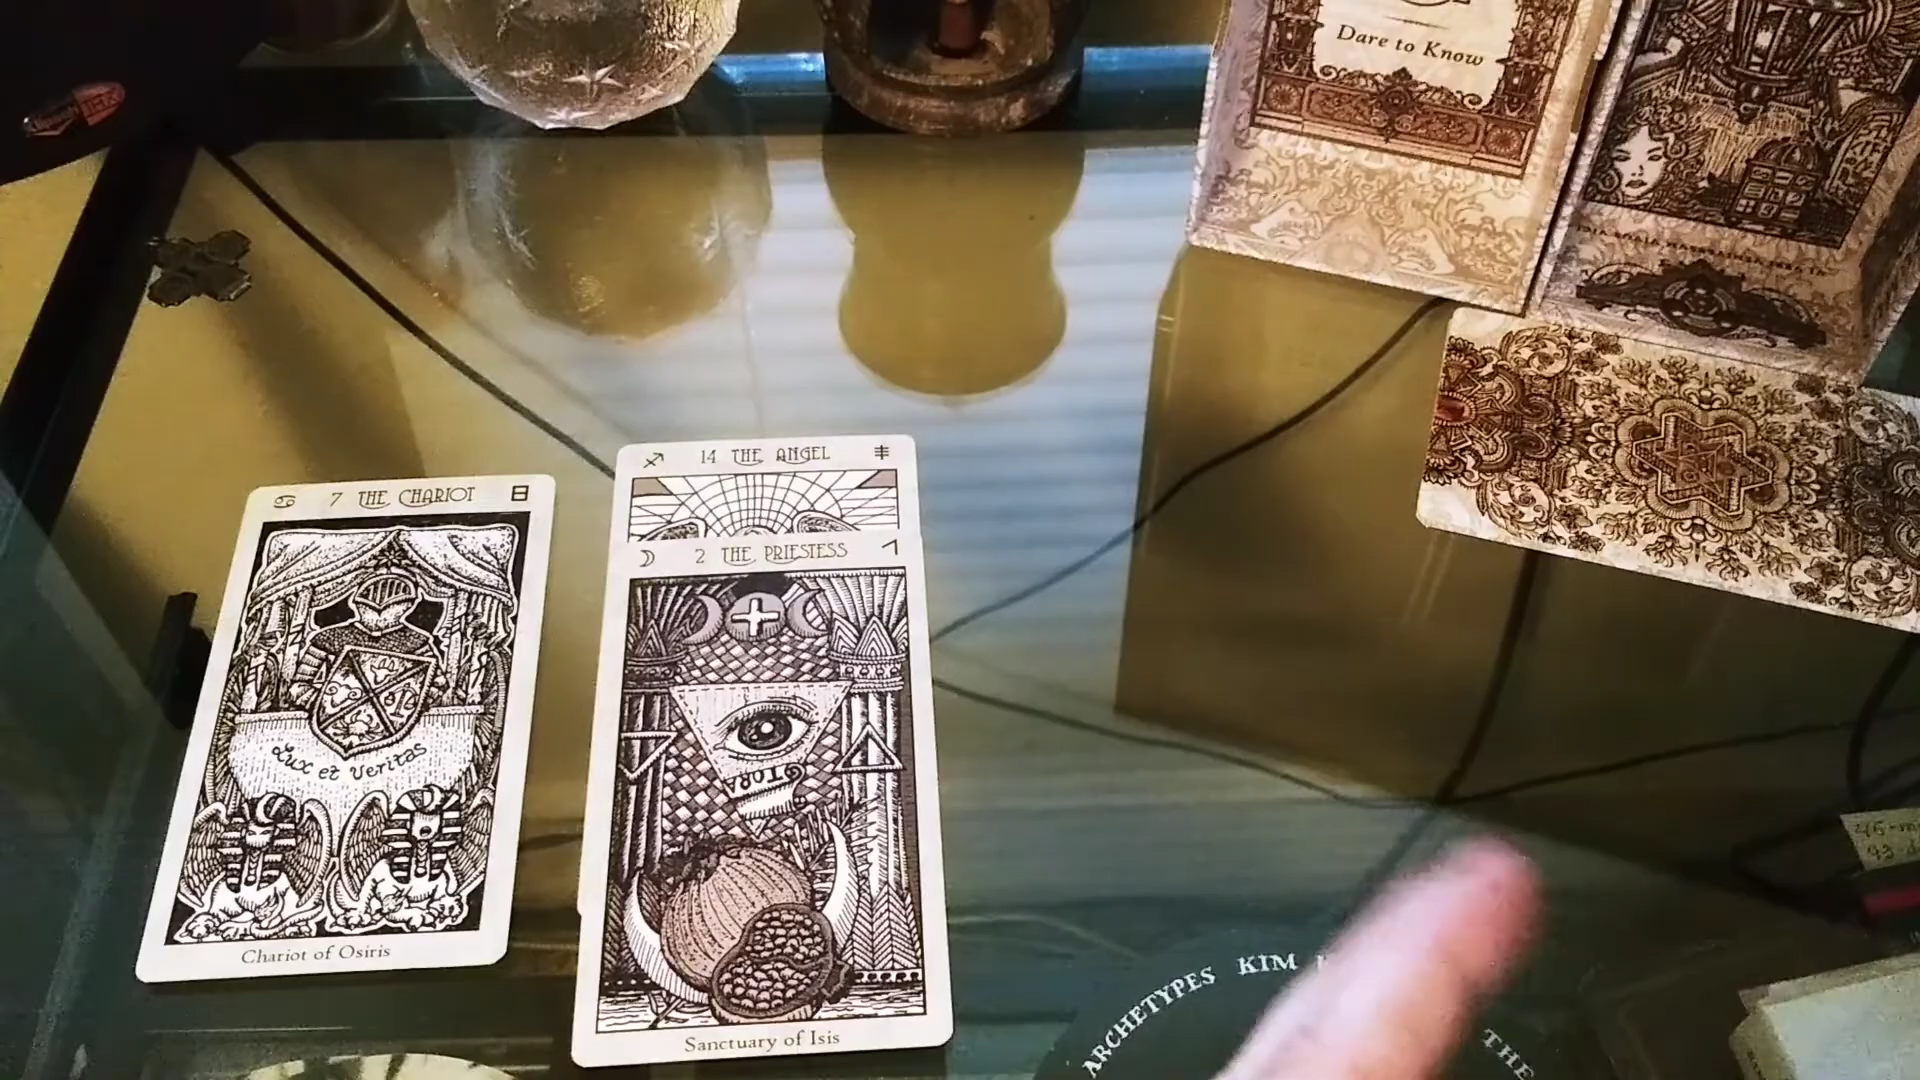 Dare to Know
14 THE ANGEL
7 THE CHARIOT
2 THE PRIESTESS
TORA
Lux et Veritas
Chariot of Osiris
Sanctuary of Isis
ARCHETYPES KIM
THE